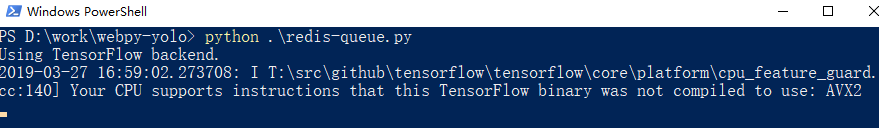 Windows PowerShell
PS D:\work\webpy-yolo> python .\redis-queue.py
Using TensorFlow backend.
2019-03-27 16:59:02.273708: I T:\src\github\tensorflow\tensorflow\core\platform\cpu_feature_guard.
cc:140] Your CPU supports instructions that this TensorFlow binary was not compiled to use: AVX2